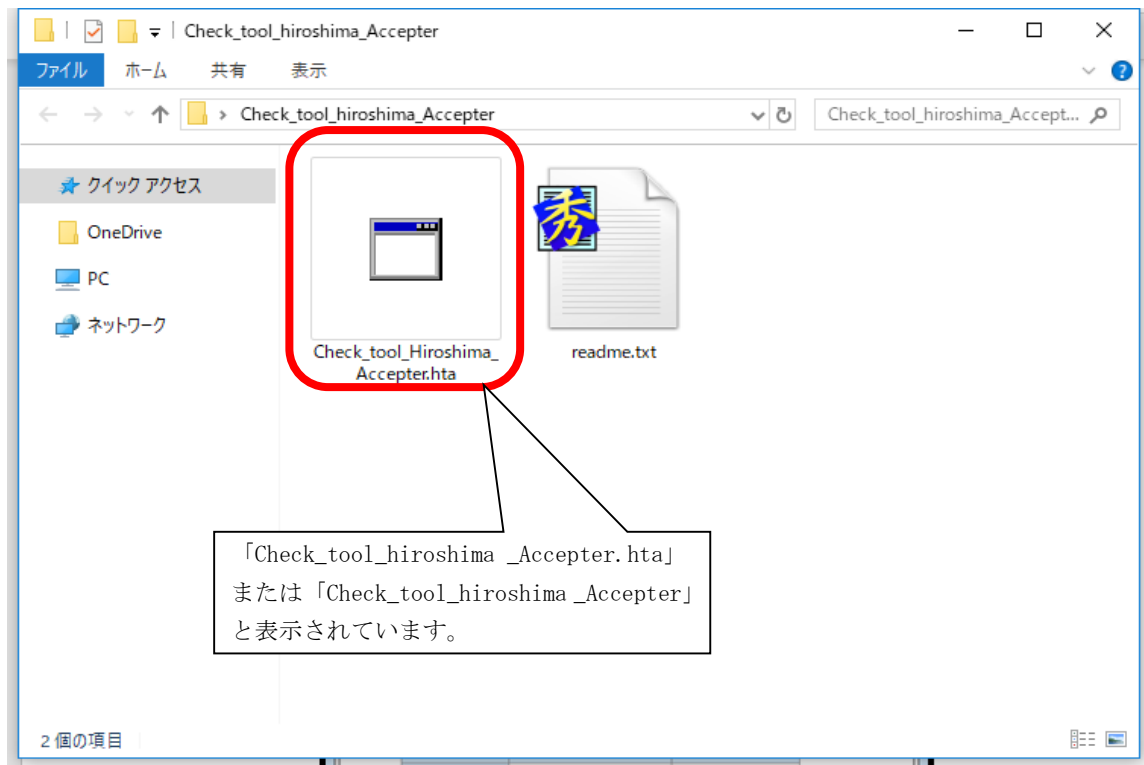 Check_tool_hiroshima_Accepter
ファイル ホーム 共有 表示
Check_tool_hiroshima_Accepter
Check_tool_hiroshima_Accept...
クイック アクセス
OneDrive
PC
ネットワーク
Check_tool_Hiroshima_
Accepter.hta
秀
readme.txt
「Check_tool_hiroshima _Accepter.hta」
または「Check_tool_hiroshima _Accepter」
と表示されています。
2 個の項目